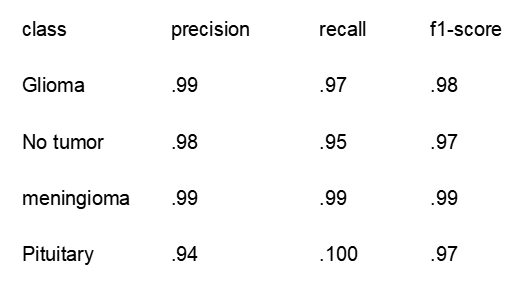 class precision recall f1-score
Glioma .99 .97 .98
No tumor .98 .95 .97
meningioma .99 .99 .99
Pituitary .94 .100 .97